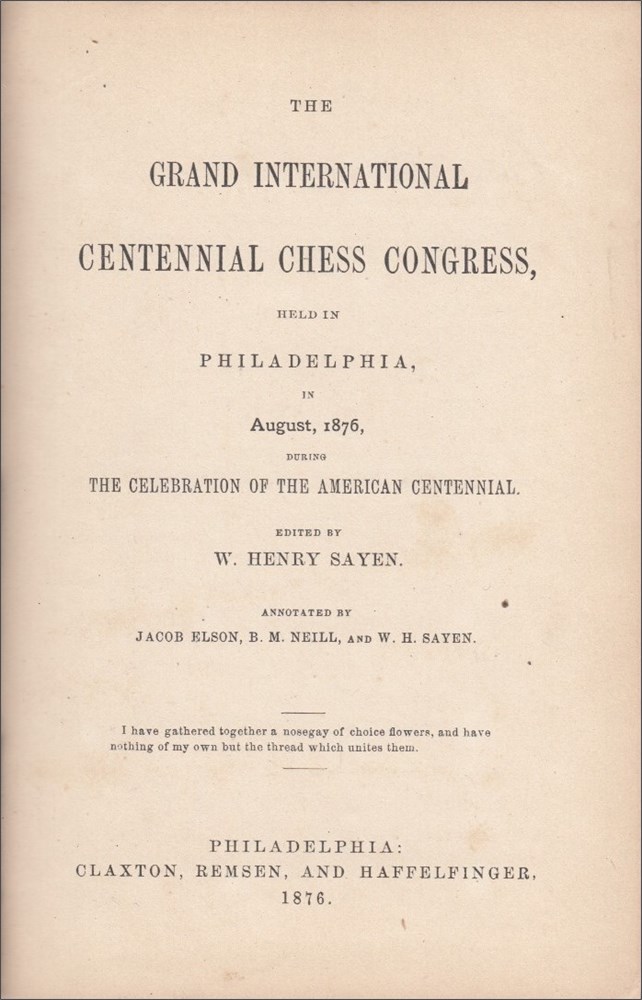 THE
GRAND INTERNATIONAL
CENTENNIAL CHESS CONGRESS,
HELD IN
PHILADELPHIA,
IN
August, 1876,
DURING
THE CELEBRATION OF THE AMERICAN CENTENNIAL.
EDITED BY
W. HENRY SAYEN.
ANNOTATED BY
JACOB ELSON, B. M. NEILL, AND W. H. SAYEN.
I have gathered together a nosegay of choice flowers, and have
nothing of my own but the thread which unites them.
PHILADELPHIA:
CLAXTON, REMSEN, AND HAFFELFINGER,
1876.